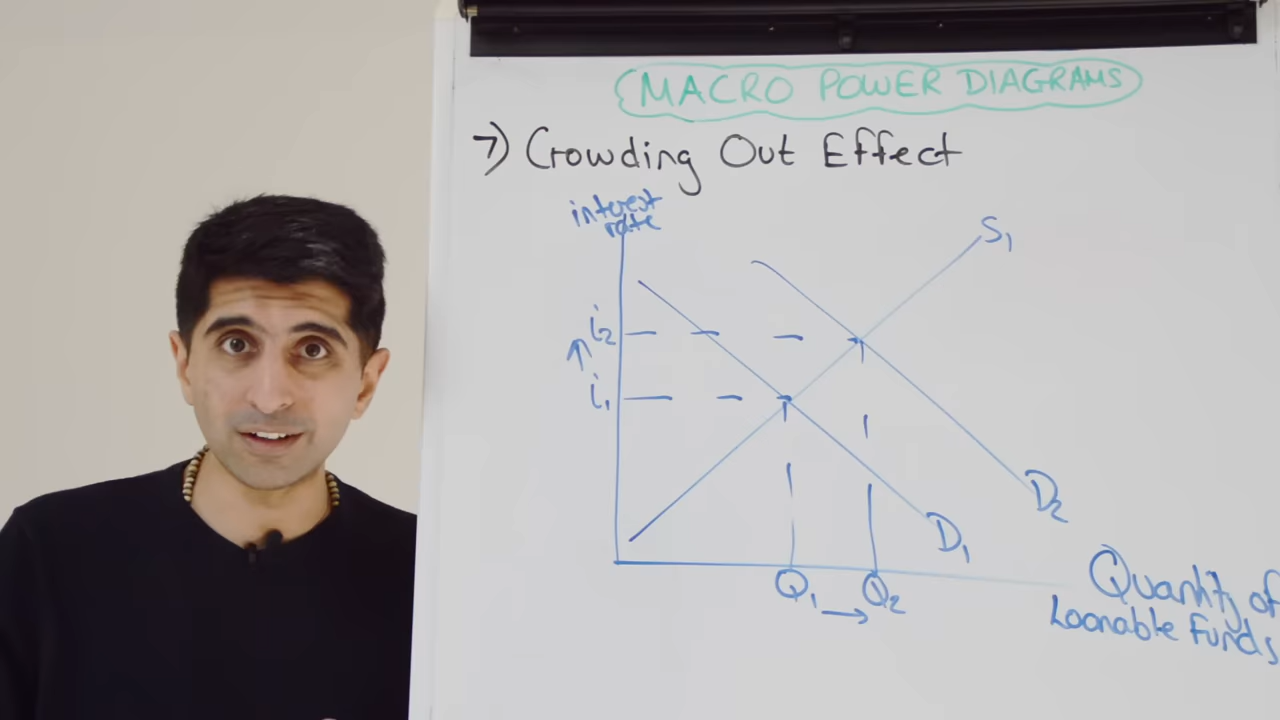 MACRO POWER DIAGRAMS
7) Crowding Out Effect
interest
rate
S₁
i₂
↑
i₁
D₂
D₁
Q₁ → Q₂
Quantity of
Loanable Funds